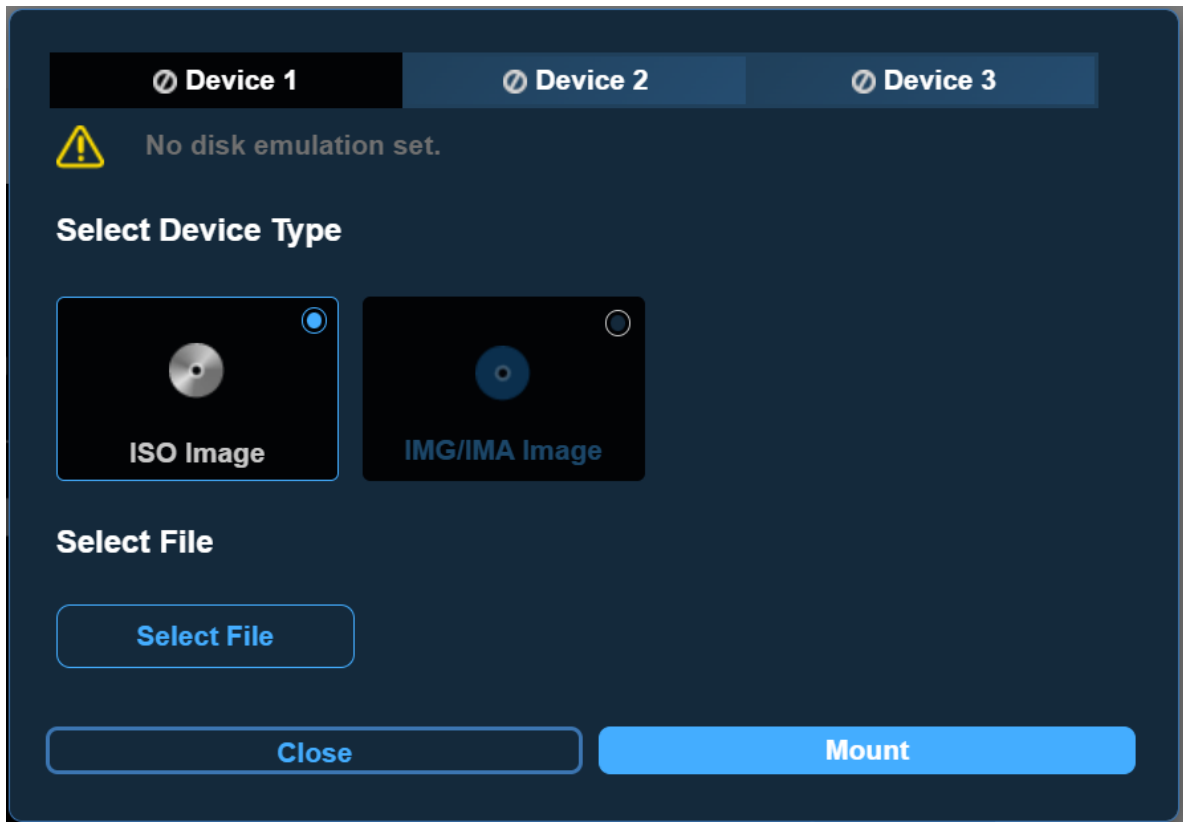 Device 1
Device 2
Device 3
No disk emulation set.
Select Device Type
ISO Image
IMG/IMA Image
Select File
Select File
Close
Mount